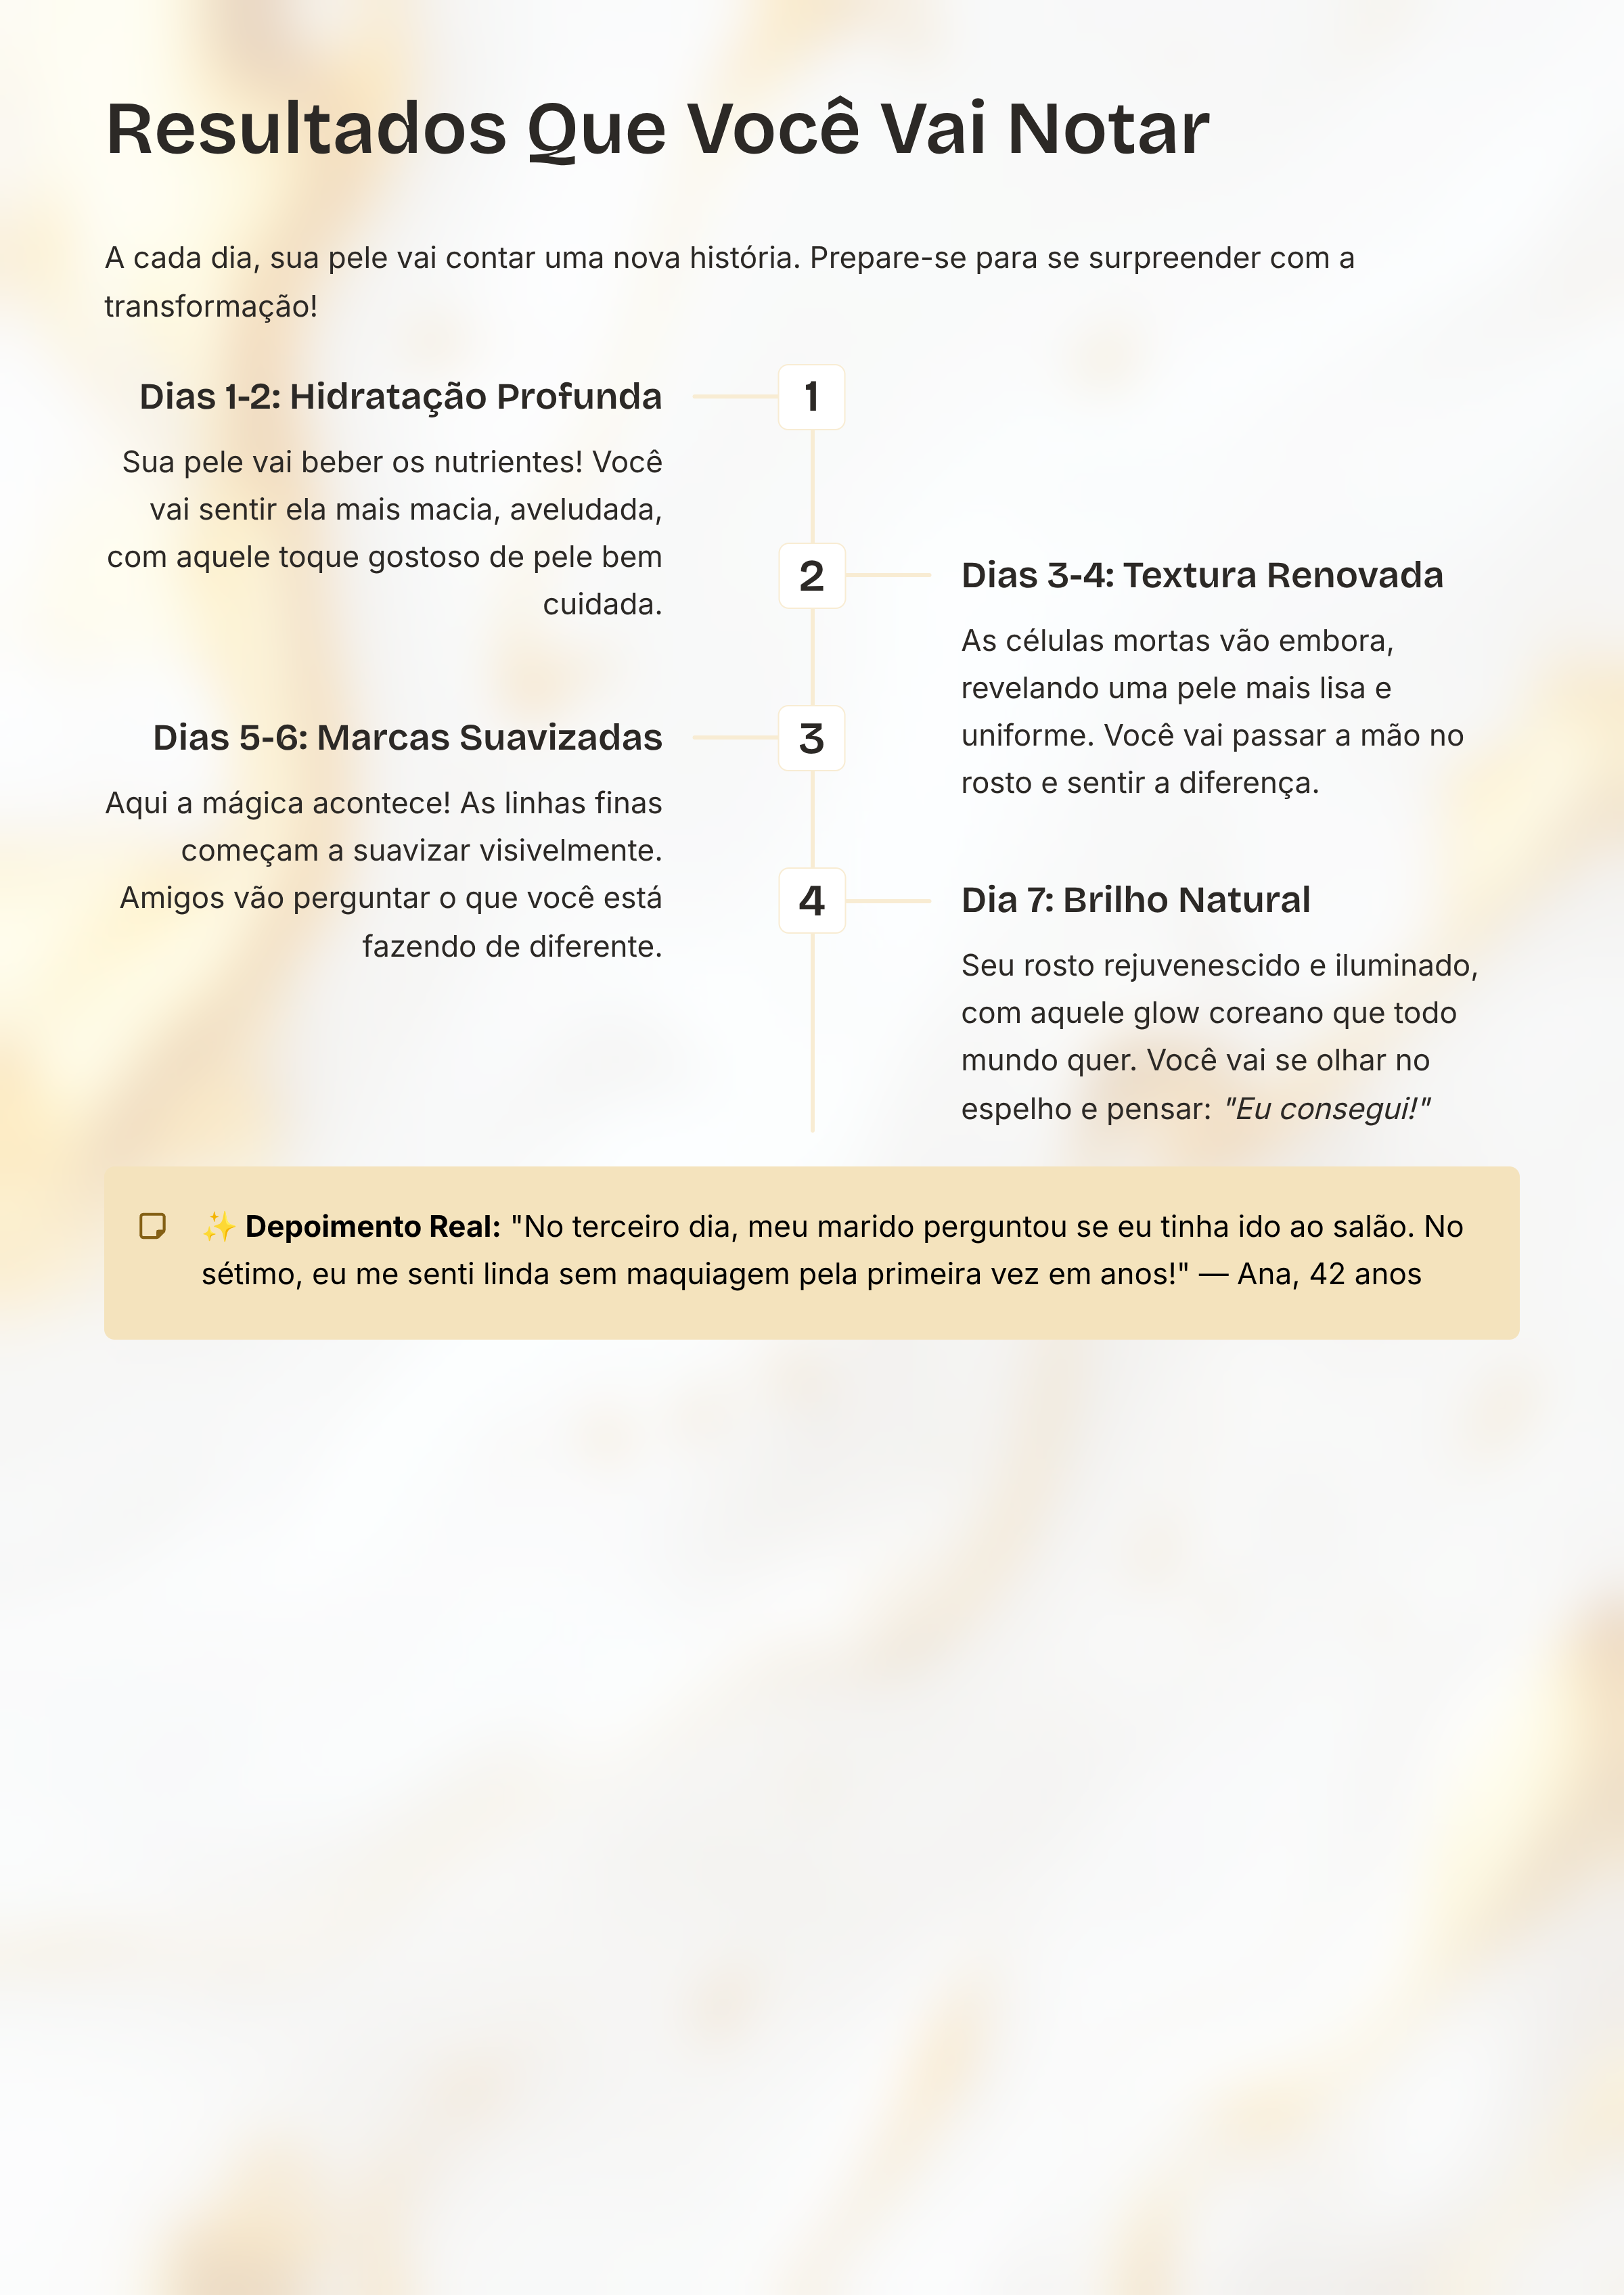 Resultados Que Você Vai Notar
A cada dia, sua pele vai contar uma nova história. Prepare-se para se surpreender com a
transformação!
1
Dias 1-2: Hidratação Profunda
Sua pele vai beber os nutrientes! Você
vai sentir ela mais macia, aveludada,
com aquele toque gostoso de pele bem
cuidada.
2
Dias 3-4: Textura Renovada
As células mortas vão embora,
revelando uma pele mais lisa e
uniforme. Você vai passar a mão no
rosto e sentir a diferença.
3
Dias 5-6: Marcas Suavizadas
Aqui a mágica acontece! As linhas finas
começam a suavizar visivelmente.
Amigos vão perguntar o que você está
fazendo de diferente.
4
Dia 7: Brilho Natural
Seu rosto rejuvenescido e iluminado,
com aquele glow coreano que todo
mundo quer. Você vai se olhar no
espelho e pensar: "Eu consegui!"
✨ Depoimento Real: "No terceiro dia, meu marido perguntou se eu tinha ido ao salão. No
sétimo, eu me senti linda sem maquiagem pela primeira vez em anos!" — Ana, 42 anos